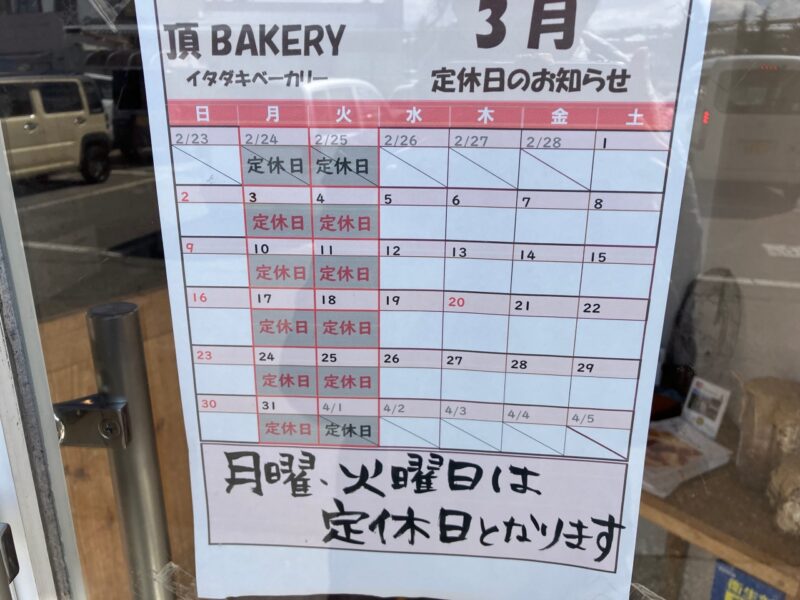 頂 BAKERY
イタダキベーカリー
3月
定休日のお知らせ
日 月 火 水 木 金 土
2/23 2/24 2/25 2/26 2/27 2/28 1
定休日 定休日
2 3 4 5 6 7 8
定休日 定休日
9 10 11 12 13 14 15
定休日 定休日
16 17 18 19 20 21 22
定休日 定休日
23 24 25 26 27 28 29
定休日 定休日
30 31 4/1 4/2 4/3 4/4 4/5
定休日 定休日
月曜、火曜日は
定休日となります